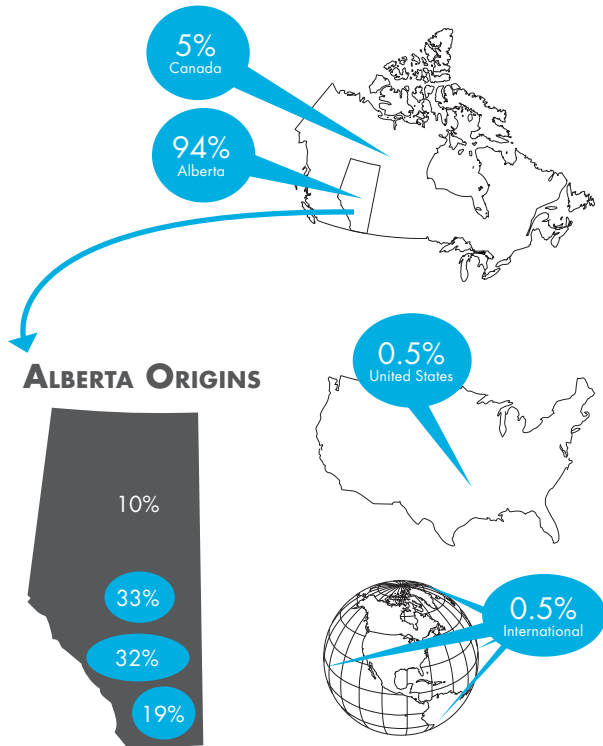 5%
Canada
94%
Alberta
ALBERTA ORIGINS
10%
33%
32%
19%
0.5%
United States
0.5%
International